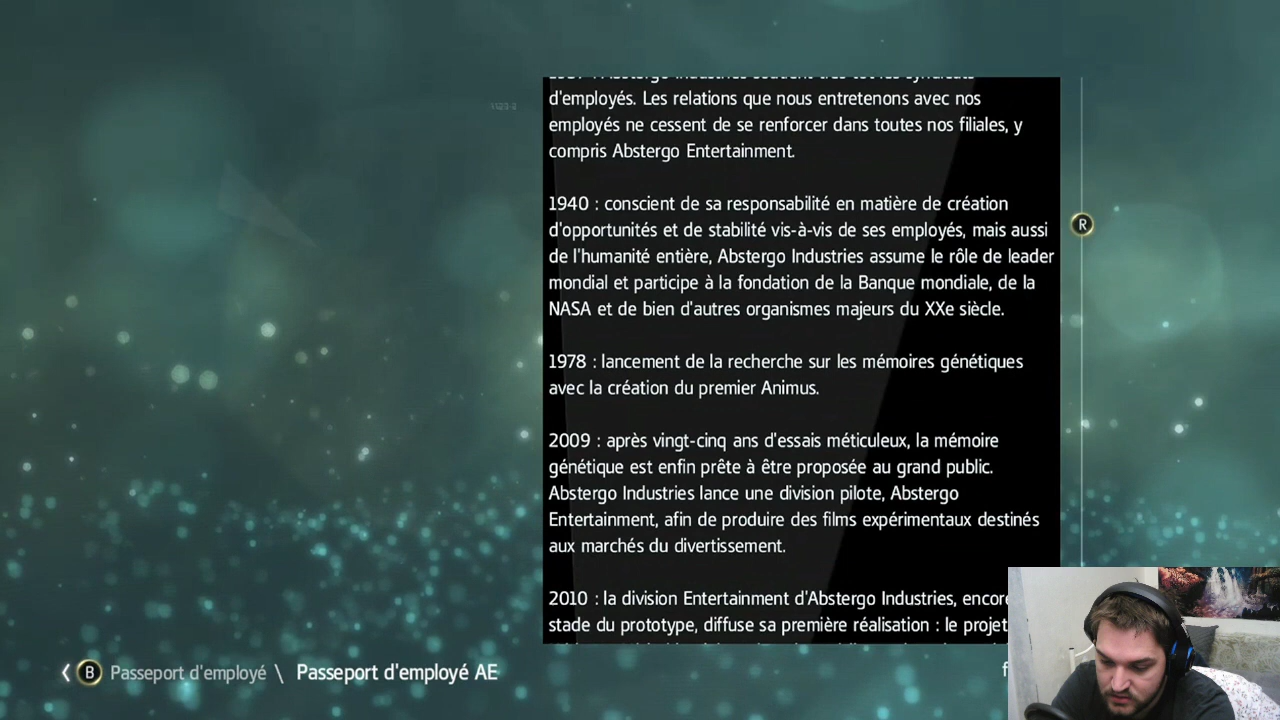 d'employés. Les relations que nous entretenons avec nos
employés ne cessent de se renforcer dans toutes nos filiales, y
compris Abstergo Entertainment.
1940 : conscient de sa responsabilité en matière de création
d'opportunités et de stabilité vis-à-vis de ses employés, mais aussi
de l'humanité entière, Abstergo Industries assume le rôle de leader
mondial et participe à la fondation de la Banque mondiale, de la
NASA et de bien d'autres organismes majeurs du XXe siècle.
1978 : lancement de la recherche sur les mémoires génétiques
avec la création du premier Animus.
2009 : après vingt-cinq ans d'essais méticuleux, la mémoire
génétique est enfin prête à être proposée au grand public.
Abstergo Industries lance une division pilote, Abstergo
Entertainment, afin de produire des films expérimentaux destinés
aux marchés du divertissement.
2010 : la division Entertainment d'Abstergo Industries, encore
stade du prototype, diffuse sa première réalisation : le projet
R
B Passeport d'employé \ Passeport d'employé AE